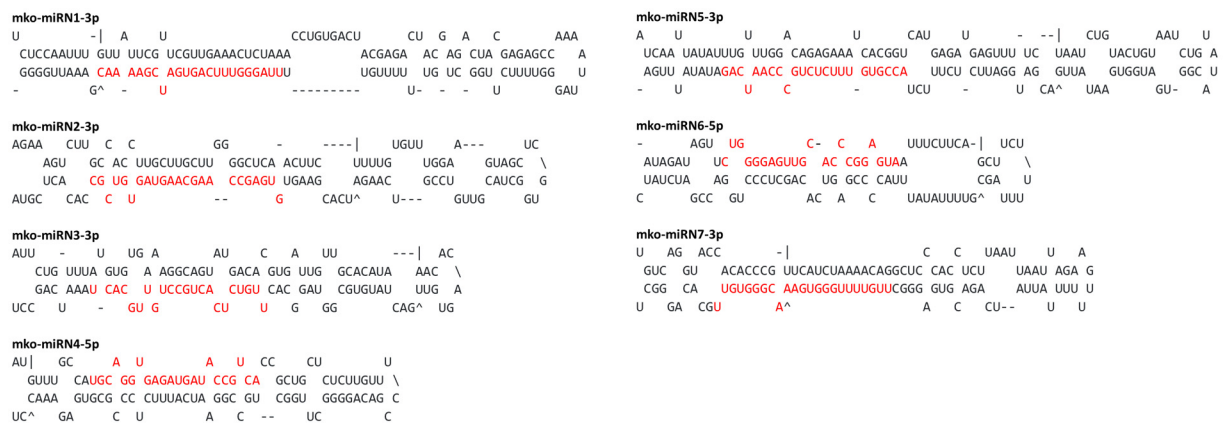 mko-miRN1-3p
U         -|  A    U                CCUGUGACU      CU  G  A   C       AAA
 CUCCAAUUU GUU UUCG UCGUUGAAACUCUAAA         ACGAGA  AC AG CUA GAGAGCC   A
 GGGGUUAAA CAA AAGC AGUGACUUUGGGAUUU         UGUUUU  UG UC GGU CUUUUGG   U
-         G^  -    U                ---------      U-  -  -   U       GAU
mko-miRN2-3p
AGAA   CUU  C  C          GG      -     ----|    UGUU    A---     UC
    AGU   GC AC UUGCUUGCUU  GGCUCA ACUUC    UUUUG    UGGA    GUAGC  \
    UCA   CG UG GAUGAACGAA  CCGAGU UGAAG    AGAAC    GCCU    CAUCG  G
AUGC   CAC  C  U          --      G     CACU^    U---    GUUG     GU
mko-miRN3-3p
AUU   -    U   UG A       AU    C   A   UU       ---|   AC
   CUG UUUA GUG  A AGGCAGU  GACA GUG UUG  GCACAUA    AAC  \
   GAC AAAU CAC  U UCCGUCA  CUGU CAC GAU  CGUGUAU    UUG  A
UCC   U    -   GU G       CU    U   G   GG       CAG^   UG
mko-miRN4-5p
AU|   GC     A  U        A   U  CC    CU        U
  GUUU  CAUGC GG GAGAUGAU CCG CA  GCUG  CUCUUGUU \
  CAAA  GUGCG CC CUUUACUA GGC GU  CGGU  GGGGACAG C
UC^   GA     C  U        A   C  --    UC        C
mko-miRN5-3p
A    U        U    A        U      CAU    U      -  --|    CUG      AAU   U
 UCAA UAUAUUUG UUGG CAGAGAAA CACGGU   GAGA GAGUUU UC   UAAU   UACUGU   CUG A
 AGUU AUAUAGAC AACC GUCUCUUU GUGCCA   UUCU CUUAGG AG   GUUA   GUGGUA   GGC U
-    U        U    C        -      UCU    -      U  CA^    UAA      GU-   A
mko-miRN6-5p
-      AGU  UG        C-  C   A    UUUCUUCA-|   UCU
 AUAGAU   UC  GGGAGUUG  AC CGG GUAA         GCU   \
 UAUCUA   AG  CCCUCGAC  UG GCC CAUU         CGA   U
C      GCC  GU        AC  A   C    UAUAUUUUG^   UUU
mko-miRN7-3p
U   AG  ACC       -|                 C   C   UAAU    U   A
 GUC  GU   ACACCCG UUCAUCUAAAACAGGCUC CAC UCU    UAAU AGA G
 CGG  CA   UGUGGGC AAGUGGGUUUUGUUCGGG GUG AGA    AUUA UUU U
U   GA  CGU       A^                 A   C   CU--    U   U